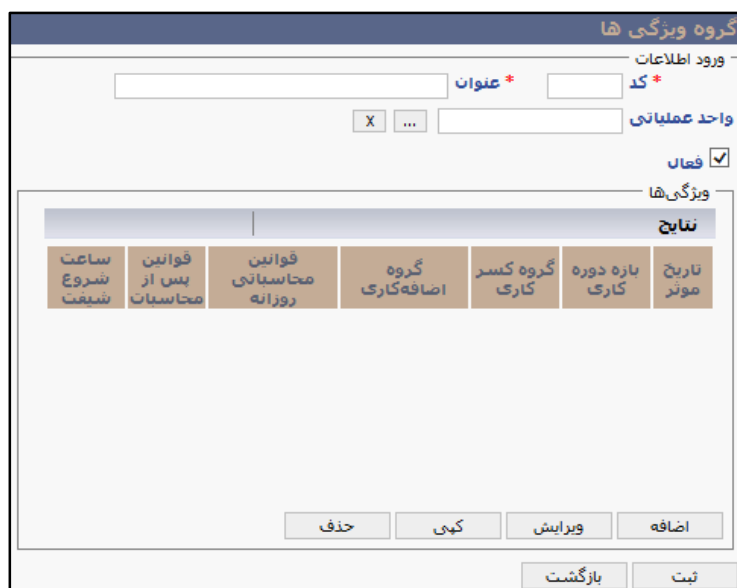 گروه ویژگی ها
ورود اطلاعات
* کد * عنوان
واحد عملیاتی ... X
فعال
ویژگی‌ها
نتایج
تاریخ موثر
بازه دوره کاری
گروه کسر کاری
گروه اضافه‌کاری
قوانین محاسباتی روزانه
قوانین پس از محاسبات
ساعت شروع شیفت
اضافه ویرایش کپی حذف
ثبت بازگشت